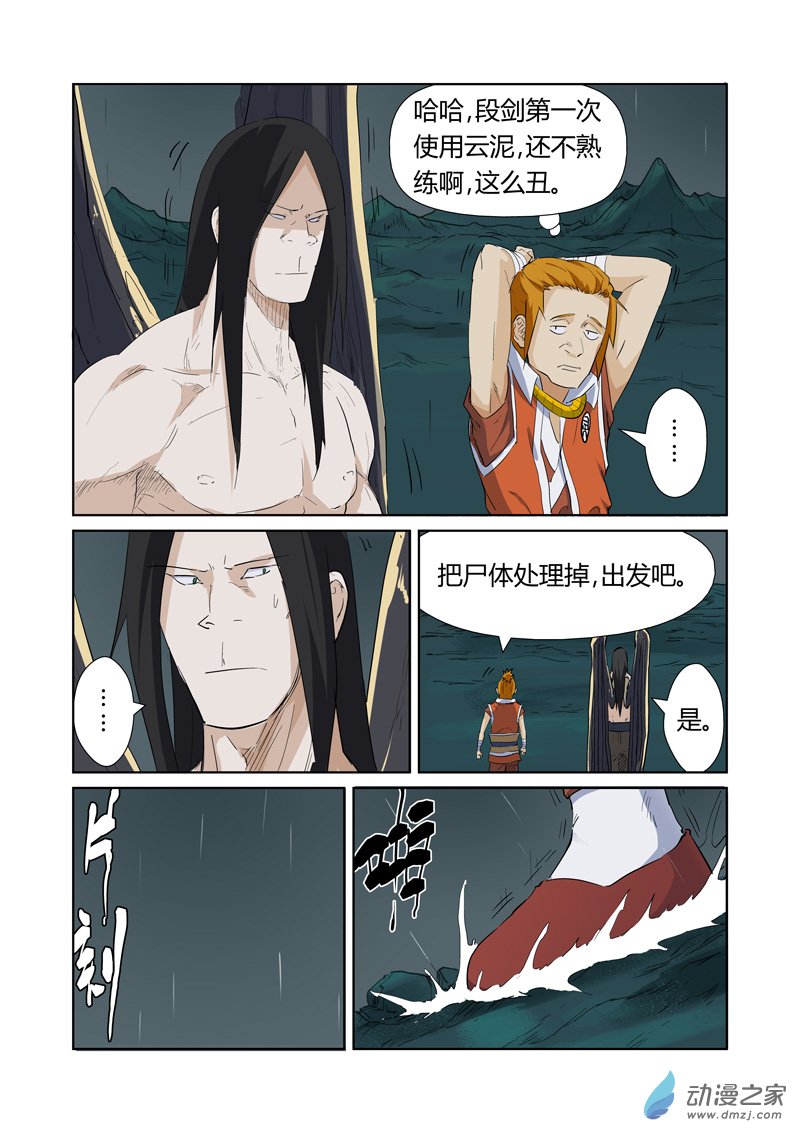 哈哈，段剑第一次
使用云泥，还不熟
练啊，这么丑。
……
……
把尸体处理掉，出发吧。
是。
片刻
动漫之家
www.dmzj.com